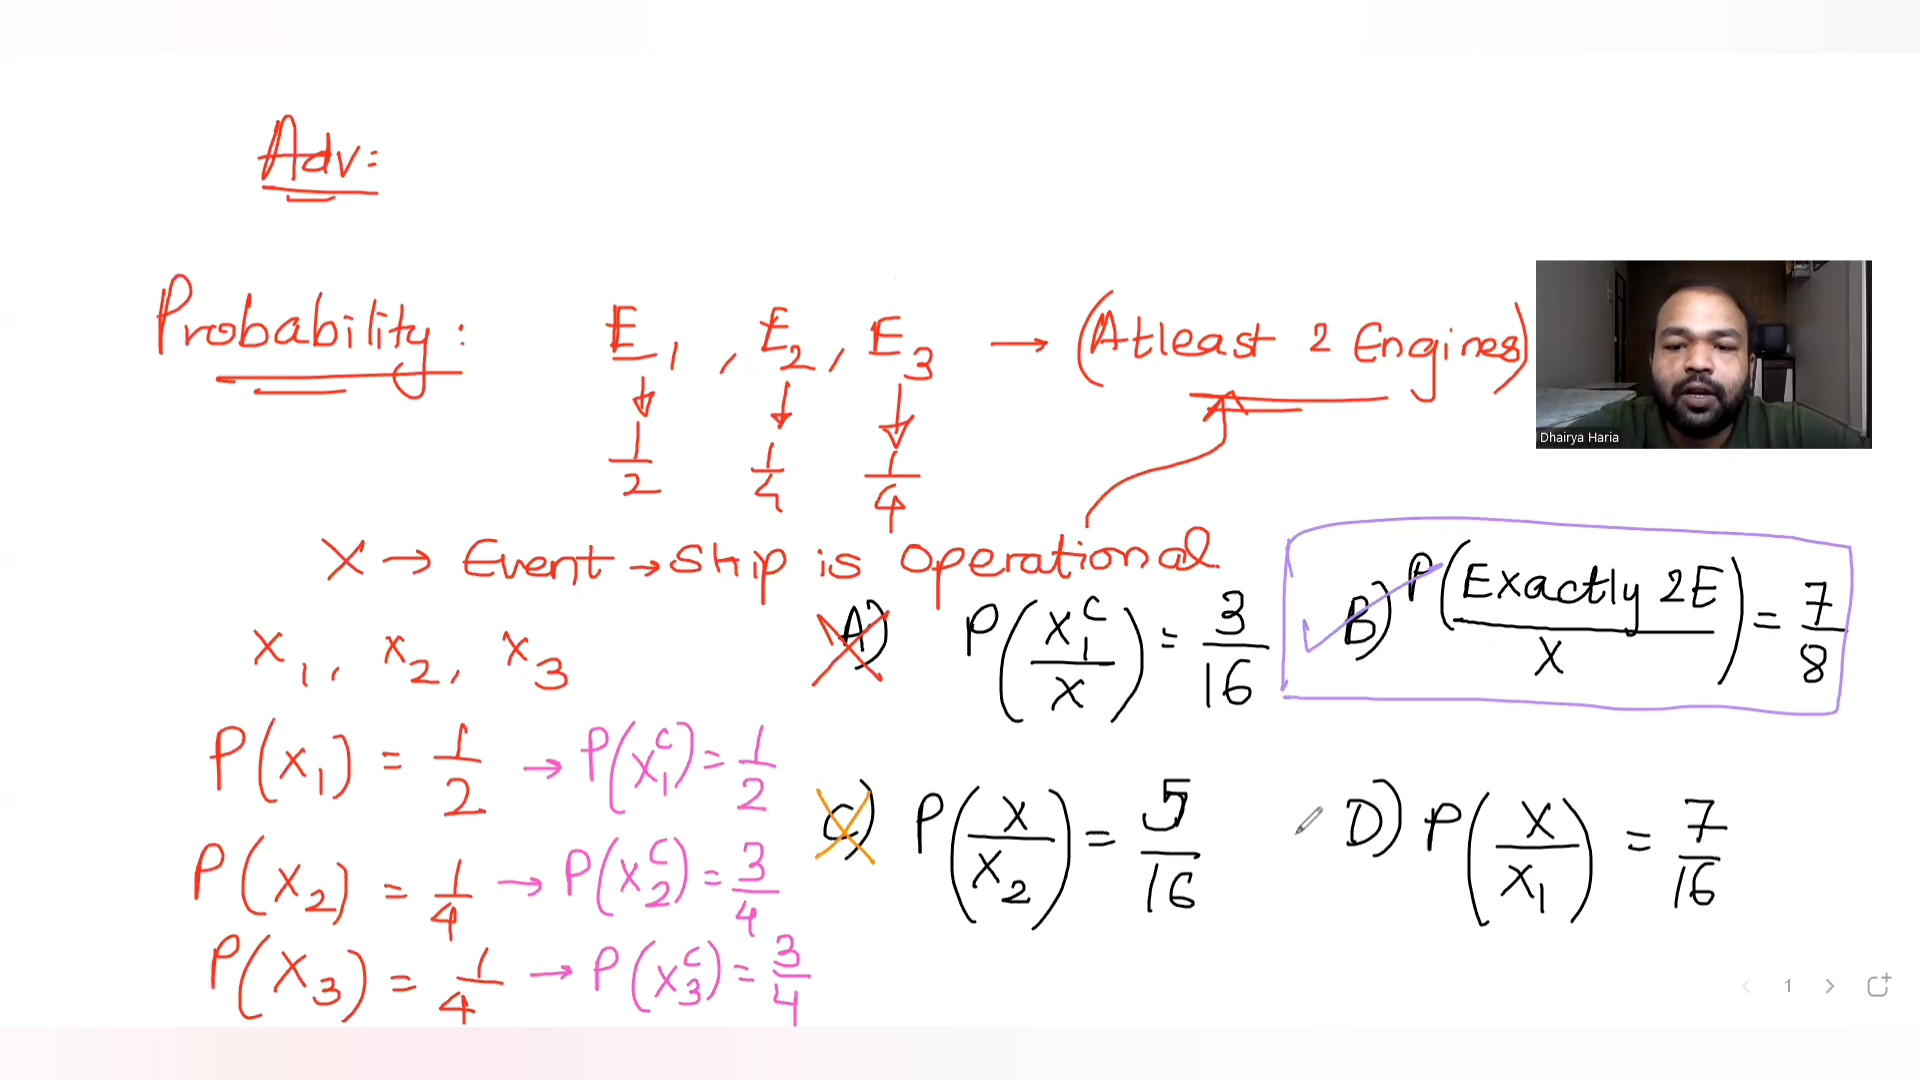 Adv:
Probability: E1, E2, E3 → (Atleast 2 Engines)
1/2 1/4 1/4
Dhairya Haria
X → Event → Ship is Operational
X1, X2, X3
A) P(X1^C/X) = 3/16
B) P(Exactly 2E/X) = 7/8
P(X1) = 1/2 → P(X1^C) = 1/2
P(X2) = 1/4 → P(X2^C) = 3/4
P(X3) = 1/4 → P(X3^C) = 3/4
C) P(X/X2) = 5/16
D) P(X/X1) = 7/16
1